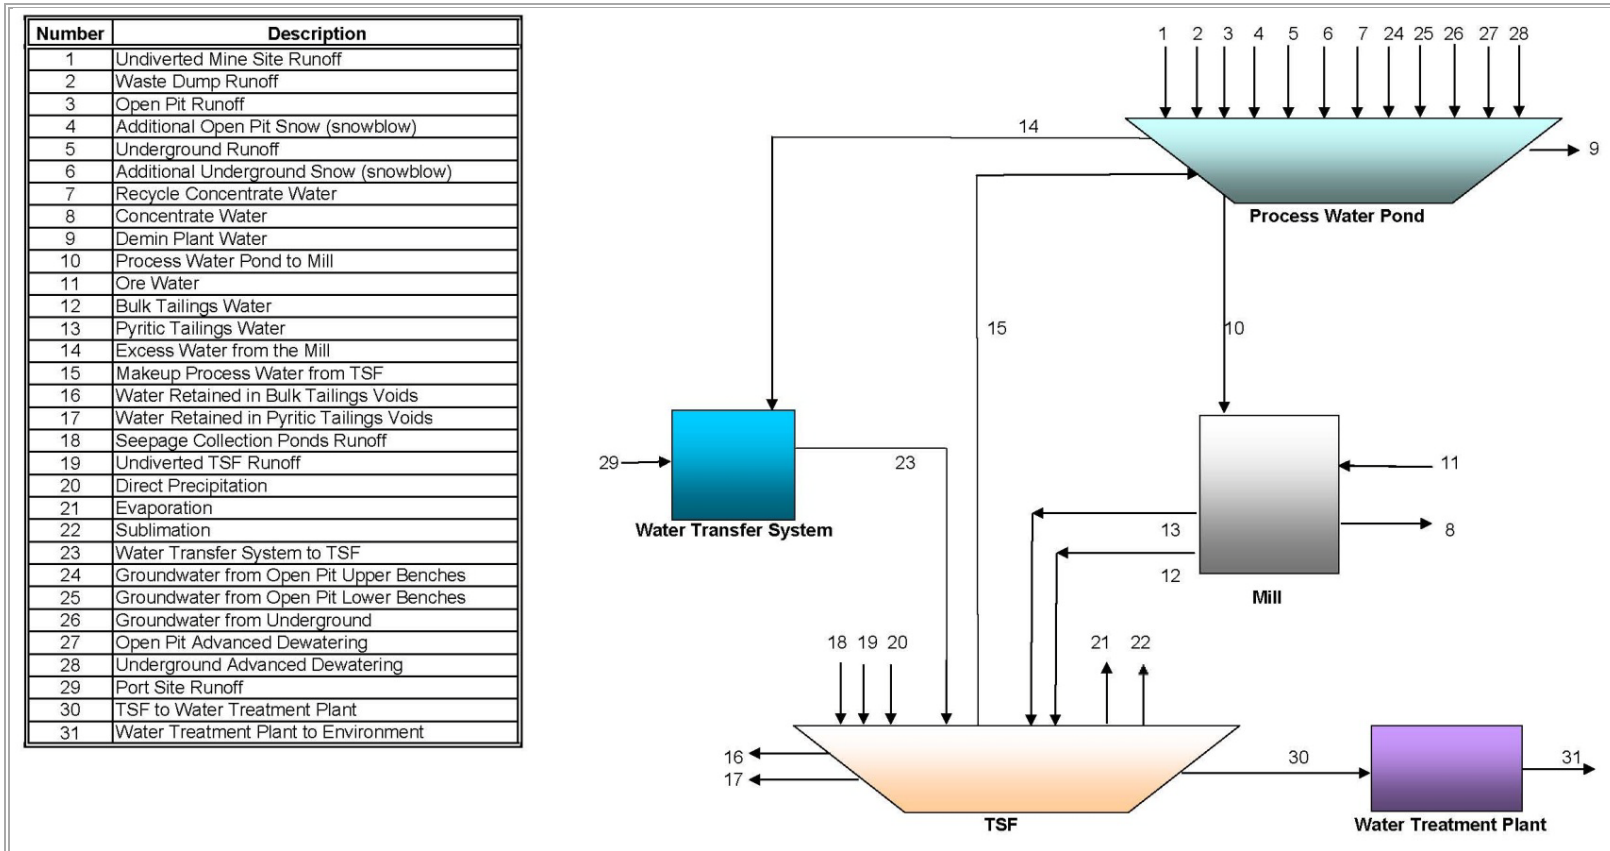 Number Description
1 Undiverted Mine Site Runoff
2 Waste Dump Runoff
3 Open Pit Runoff
4 Additional Open Pit Snow (snowblow)
5 Underground Runoff
6 Additional Underground Snow (snowblow)
7 Recycle Concentrate Water
8 Concentrate Water
9 Demin Plant Water
10 Process Water Pond to Mill
11 Ore Water
12 Bulk Tailings Water
13 Pyritic Tailings Water
14 Excess Water from the Mill
15 Makeup Process Water from TSF
16 Water Retained in Bulk Tailings Voids
17 Water Retained in Pyritic Tailings Voids
18 Seepage Collection Ponds Runoff
19 Undiverted TSF Runoff
20 Direct Precipitation
21 Evaporation
22 Sublimation
23 Water Transfer System to TSF
24 Groundwater from Open Pit Upper Benches
25 Groundwater from Open Pit Lower Benches
26 Groundwater from Underground
27 Open Pit Advanced Dewatering
28 Underground Advanced Dewatering
29 Port Site Runoff
30 TSF to Water Treatment Plant
31 Water Treatment Plant to Environment
1 2 3 4 5 6 7 24 25 26 27 28
14
9
Process Water Pond
15
10
29
23
11
Water Transfer System
13
8
12
Mill
18 19 20
21 22
16
17
30
31
TSF
Water Treatment Plant